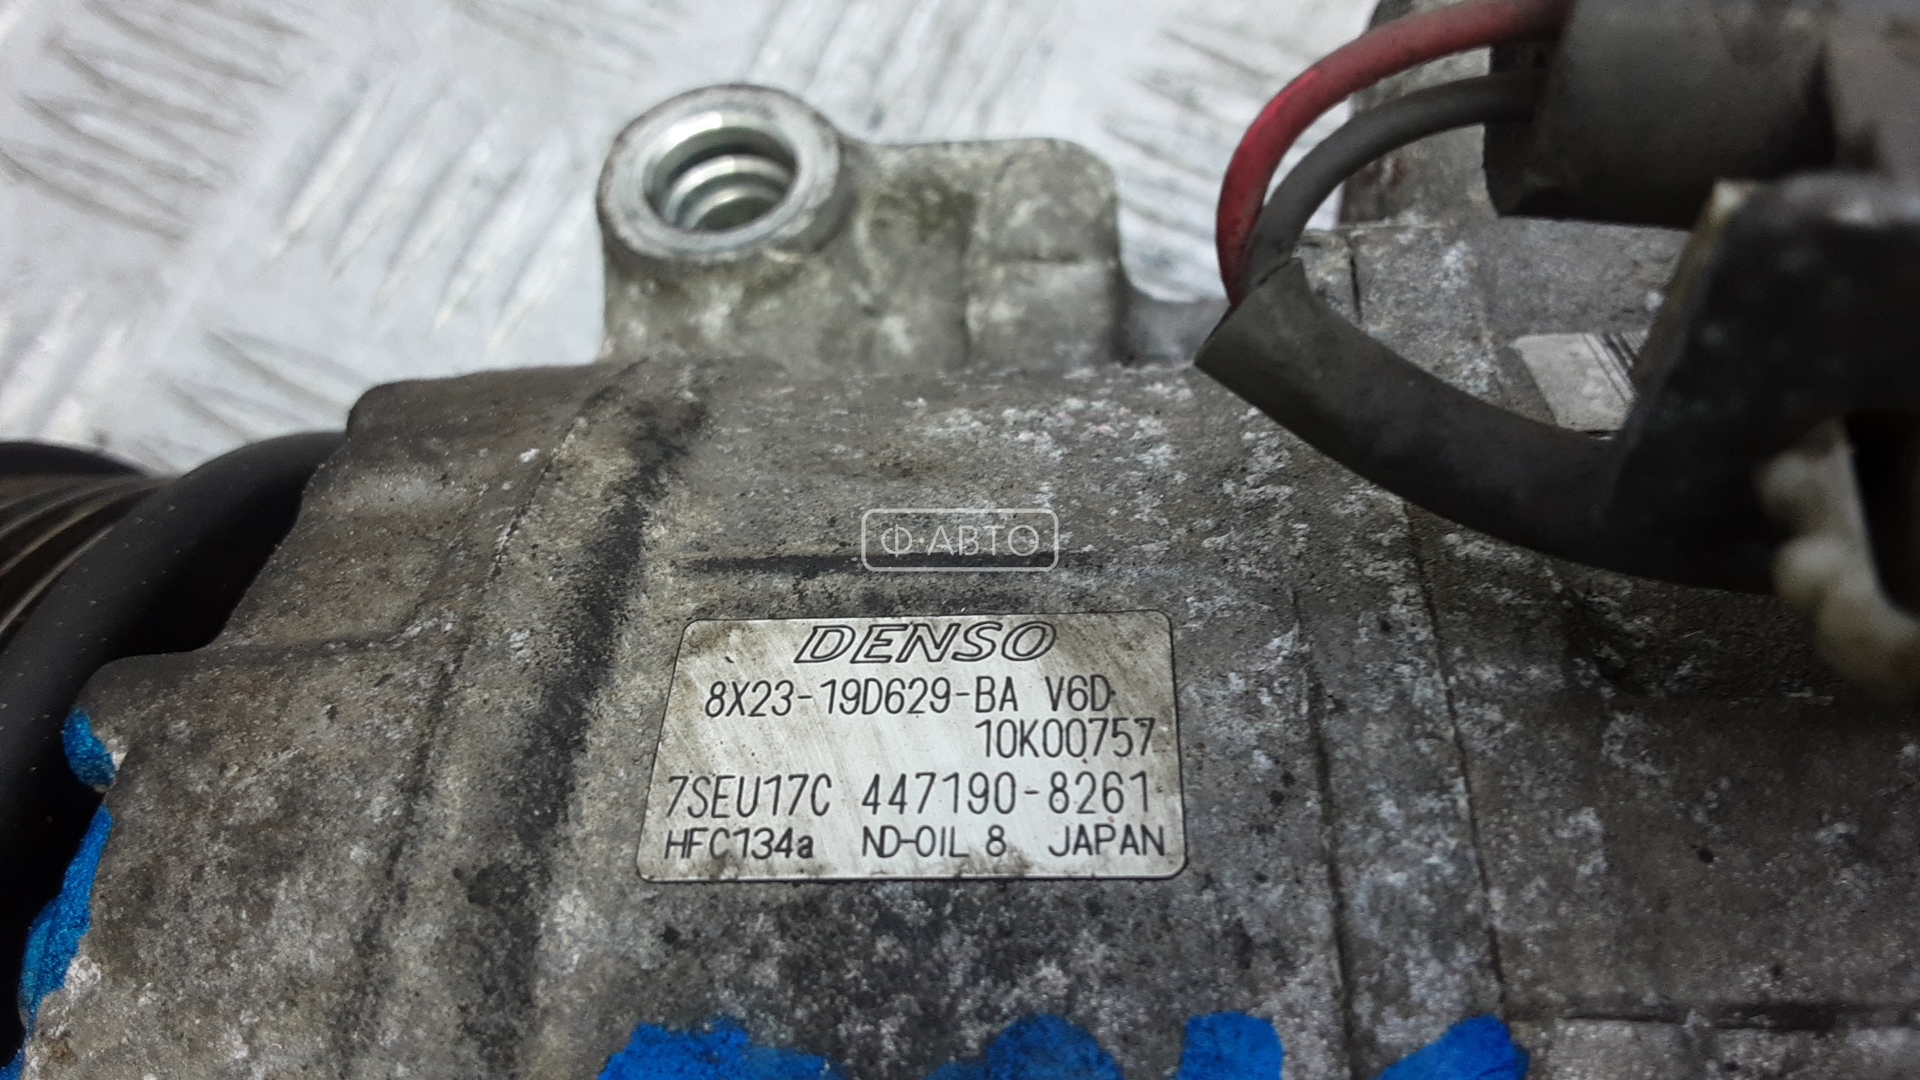 Ф·АВТО
DENSO
8X23-19D629-BA V6D
10K00757
7SEU17C 447190-8261
HFC134a ND-OIL 8 JAPAN